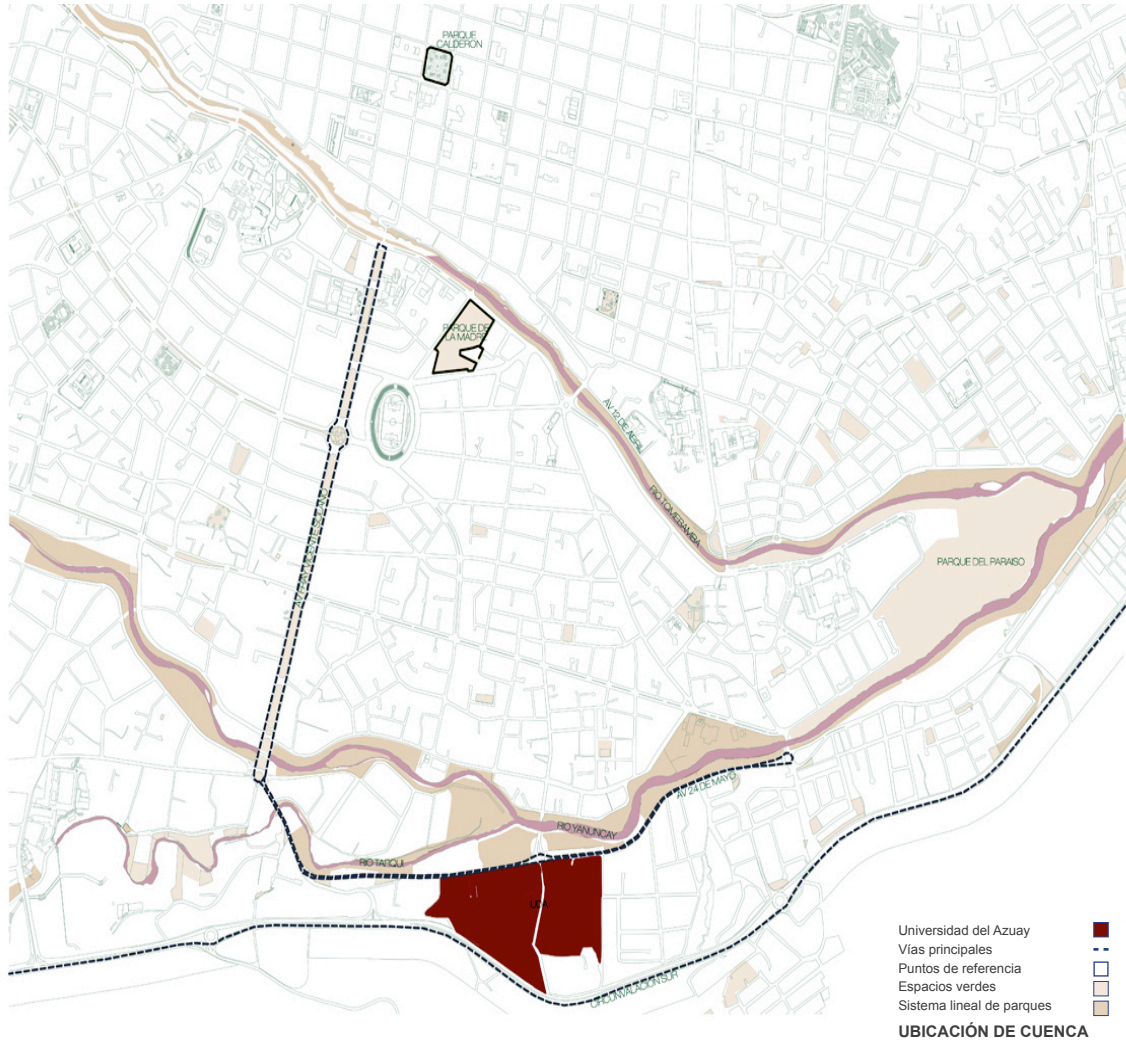 PARQUE
CALDERON
PARQUE DE
LA MADRE
AV 12 DE ABRIL
RIO TOMEBAMBA
PARQUE DEL PARAISO
AV 24 DE MAYO
RIO YANUNCAY
RIO TARQUI
UDA
CIRCUNVALACION SUR
Universidad del Azuay
Vías principales
Puntos de referencia
Espacios verdes
Sistema lineal de parques
UBICACIÓN DE CUENCA